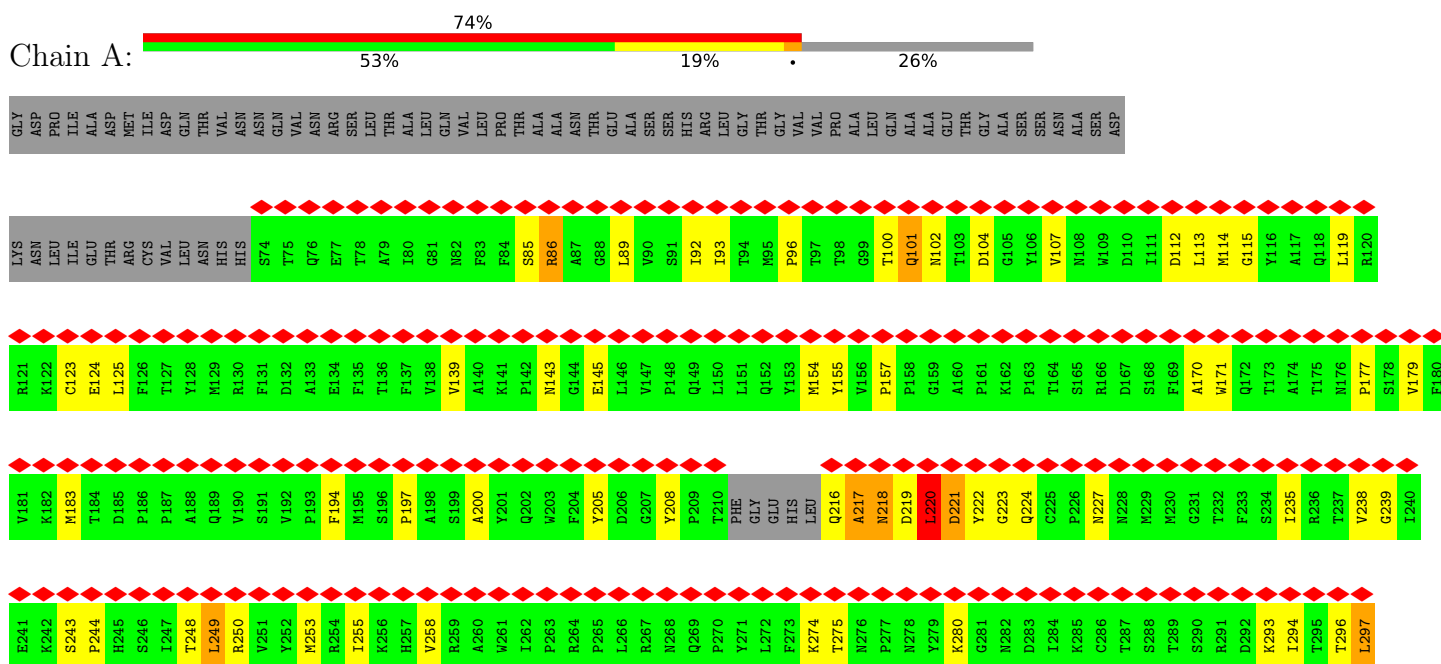 74%
Chain A:
53% 19% • 26%
GLY ASP PRO ILE ALA ASP MET ILE ASP GLN THR VAL ASN ASN GLN VAL ASN ARG SER LEU THR ALA LEU GLN VAL LEU PRO THR ALA ALA ASN THR GLU ALA SER SER HIS ARG LEU GLY THR GLY VAL VAL PRO ALA LEU GLN ALA ALA GLU THR GLY ALA SER SER ASN ALA SER ASP
LYS ASN LEU ILE GLU THR ARG CYS VAL LEU ASN HIS HIS S74 T75 Q76 E77 T78 A79 I80 G81 N82 F83 F84 S85 R86 A87 G88 L89 V90 S91 I92 I93 T94 M95 P96 T97 T98 G99 T100 Q101 N102 T103 D104 G105 Y106 V107 N108 W109 D110 I111 D112 L113 M114 G115 Y116 A117 Q118 L119 R120
R121 K122 C123 E124 L125 F126 T127 Y128 M129 R130 F131 D132 A133 E134 F135 T136 F137 V138 V139 A140 K141 P142 N143 G144 E145 L146 V147 P148 Q149 L150 L151 Q152 Y153 M154 Y155 V156 P157 P158 G159 A160 P161 K162 P163 T164 S165 R166 D167 S168 F169 A170 W171 Q172 T173 A174 T175 N176 P177 S178 V179 F180
V181 K182 M183 T184 D185 P186 P187 A188 Q189 V190 S191 V192 P193 F194 M195 S196 P197 A198 S199 A200 Y201 Q202 W203 F204 Y205 D206 G207 Y208 P209 T210 PHE GLY GLU HIS LEU Q216 A217 N218 D219 L220 D221 Y222 G223 Q224 C225 P226 N227 N228 M229 M230 G231 T232 F233 S234 I235 R236 T237 V238 G239 I240
E241 K242 S243 P244 H245 S246 I247 T248 L249 R250 V251 Y252 M253 R254 I255 K256 H257 V258 R259 A260 W261 I262 P263 R264 P265 L266 R267 N268 Q269 P270 Y271 L272 F273 K274 T275 N276 P277 N278 Y279 K280 G281 N282 D283 I284 K285 C286 T287 S288 T289 S290 R291 D292 K293 I294 T295 T296 L297